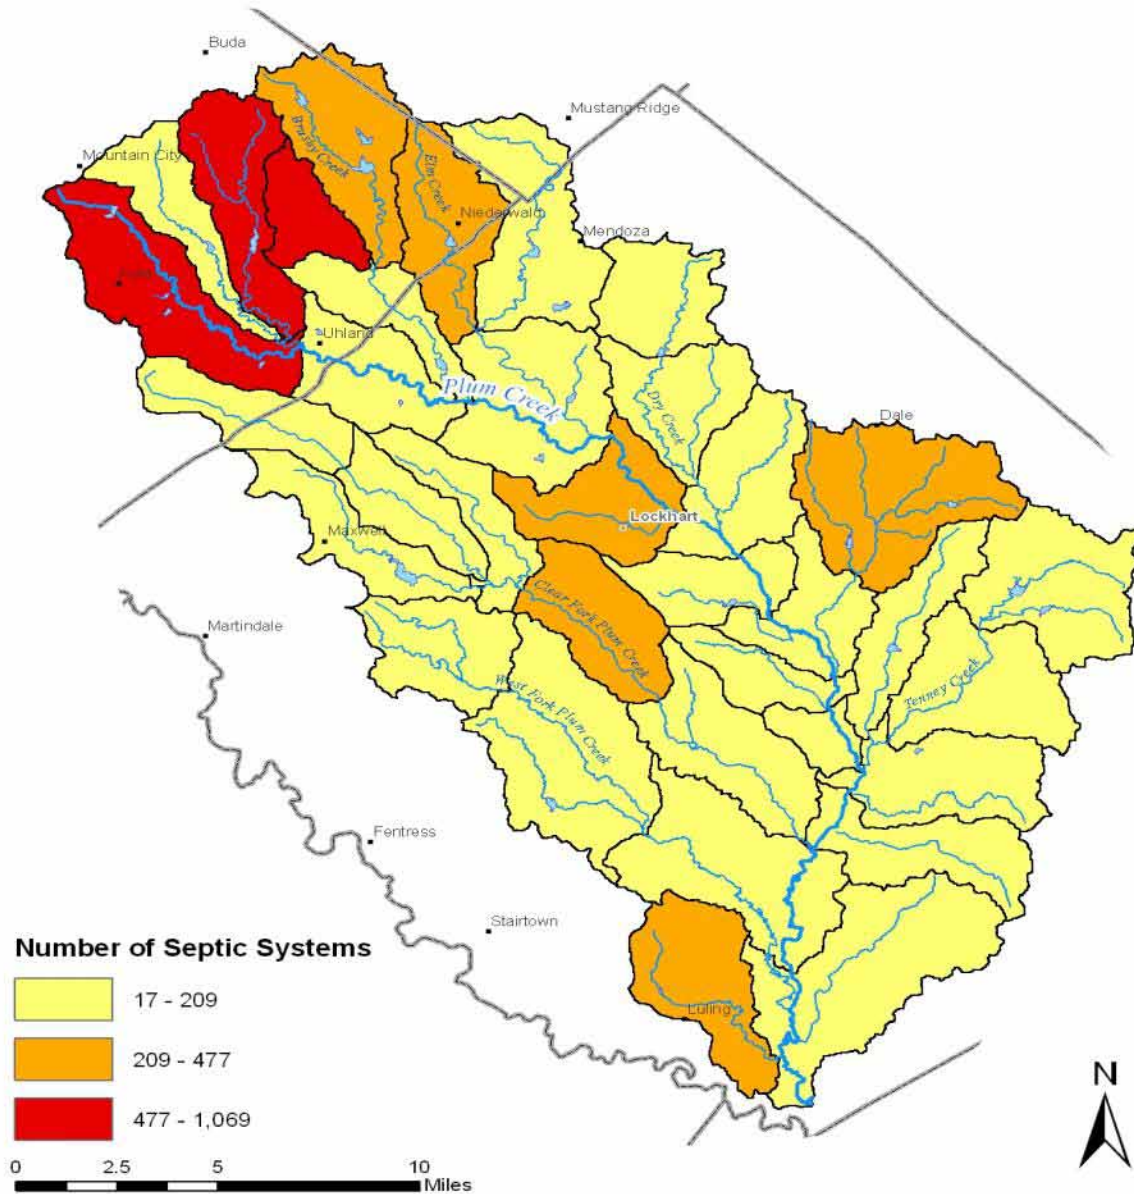 Buda
Mustang Ridge
Brushy Creek
Elm Creek
Mountain City
Niederwald
Mendoza
Kyle
Uhland
Plum Creek
Dry Creek
Dale
Lockhart
Maxwell
Clear Fork Plum Creek
Martindale
West Fork Plum Creek
Tenney Creek
Fentress
Stairtown
Luling
Number of Septic Systems
17 - 209
209 - 477
477 - 1,069
N
0 2.5 5 10
Miles